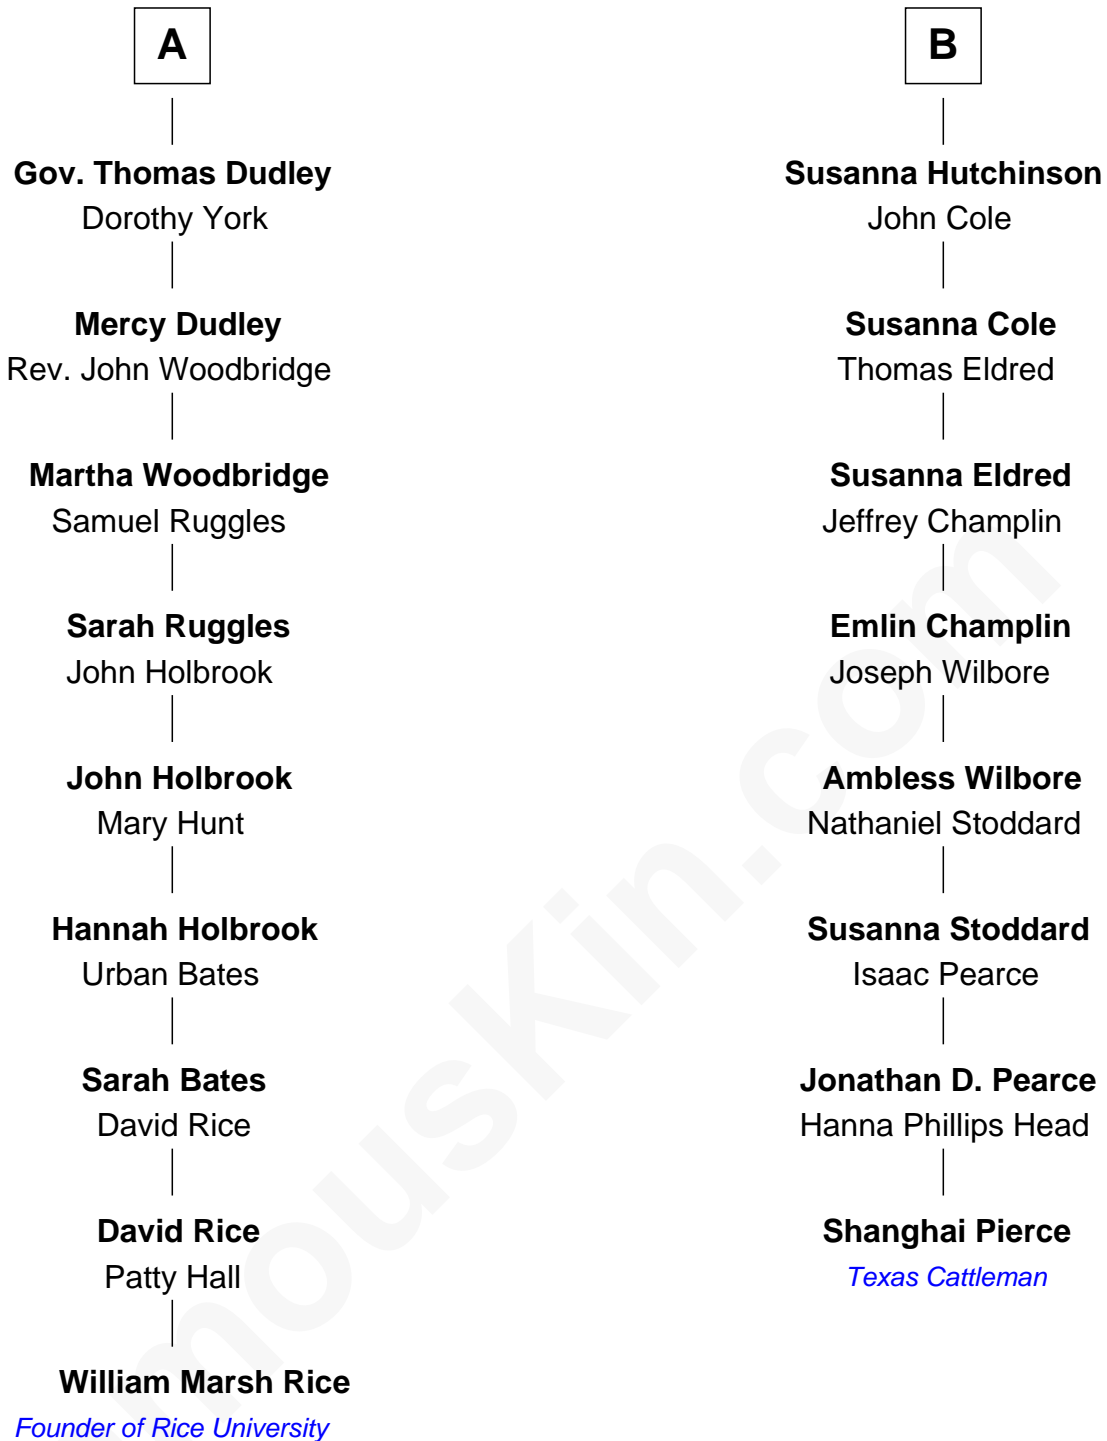 A
Gov. Thomas Dudley
Dorothy York
Mercy Dudley
Rev. John Woodbridge
Martha Woodbridge
Samuel Ruggles
Sarah Ruggles
John Holbrook
John Holbrook
Mary Hunt
Hannah Holbrook
Urban Bates
Sarah Bates
David Rice
David Rice
Patty Hall
William Marsh Rice
Founder of Rice University
B
Susanna Hutchinson
John Cole
Susanna Cole
Thomas Eldred
Susanna Eldred
Jeffrey Champlin
Emlin Champlin
Joseph Wilbore
Ambless Wilbore
Nathaniel Stoddard
Susanna Stoddard
Isaac Pearce
Jonathan D. Pearce
Hanna Phillips Head
Shanghai Pierce
Texas Cattleman
mousKin.com